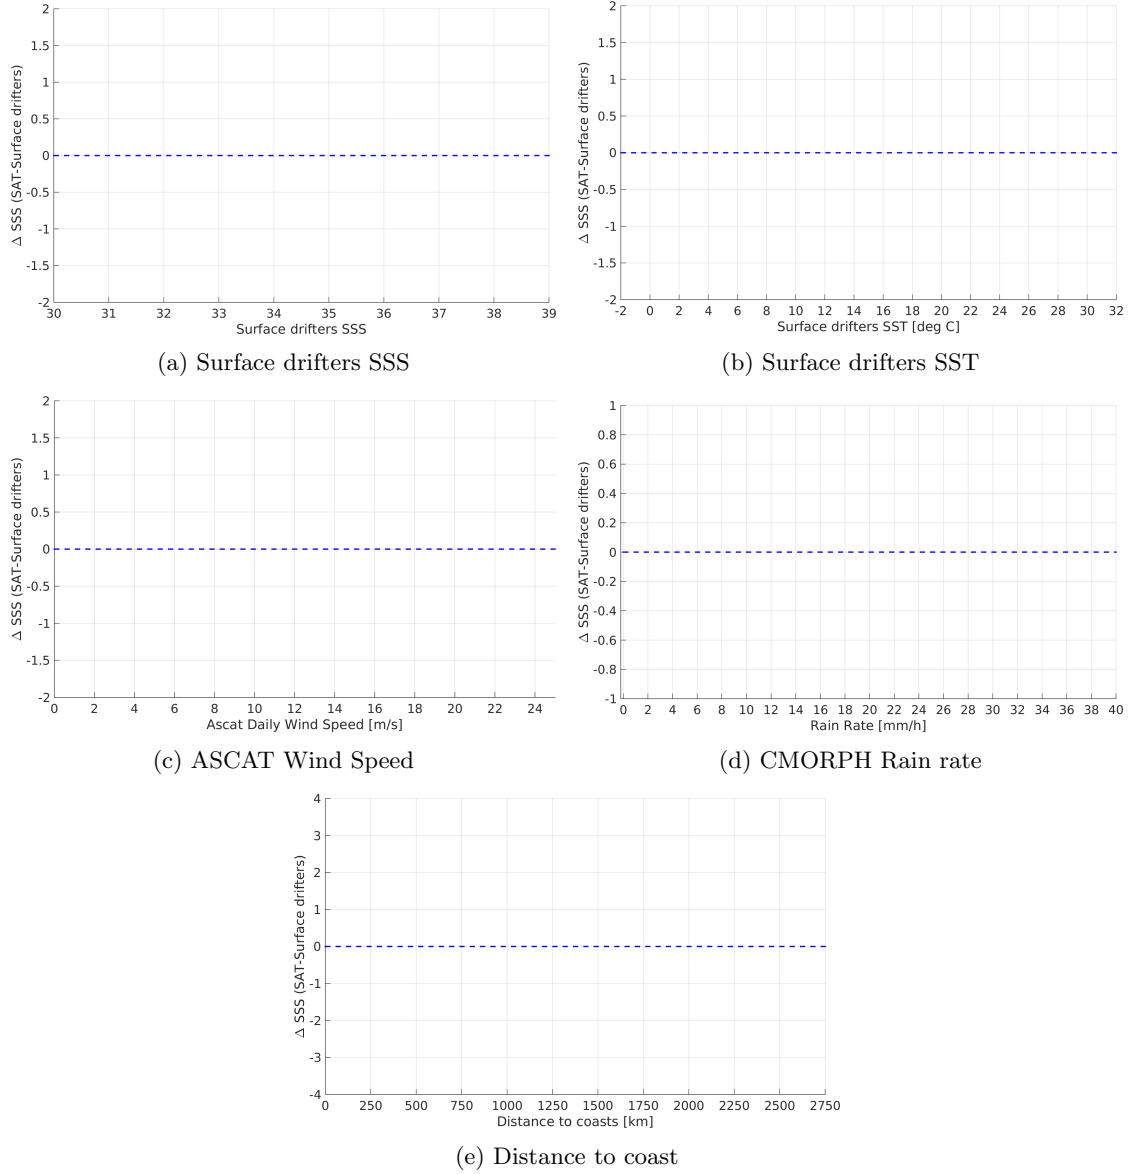 2
1.5
1
0.5
0
-0.5
-1
-1.5
-2
Δ SSS (SAT-Surface drifters)
30 31 32 33 34 35 36 37 38 39
Surface drifters SSS
(a) Surface drifters SSS
2
1.5
1
0.5
0
-0.5
-1
-1.5
-2
Δ SSS (SAT-Surface drifters)
-2 0 2 4 6 8 10 12 14 16 18 20 22 24 26 28 30 32
Surface drifters SST [deg C]
(b) Surface drifters SST
2
1.5
1
0.5
0
-0.5
-1
-1.5
-2
Δ SSS (SAT-Surface drifters)
0 2 4 6 8 10 12 14 16 18 20 22 24
Ascat Daily Wind Speed [m/s]
(c) ASCAT Wind Speed
1
0.8
0.6
0.4
0.2
0
-0.2
-0.4
-0.6
-0.8
-1
Δ SSS (SAT-Surface drifters)
0 2 4 6 8 10 12 14 16 18 20 22 24 26 28 30 32 34 36 38 40
Rain Rate [mm/h]
(d) CMORPH Rain rate
4
3
2
1
0
-1
-2
-3
-4
Δ SSS (SAT-Surface drifters)
0 250 500 750 1000 1250 1500 1750 2000 2250 2500 2750
Distance to coasts [km]
(e) Distance to coast